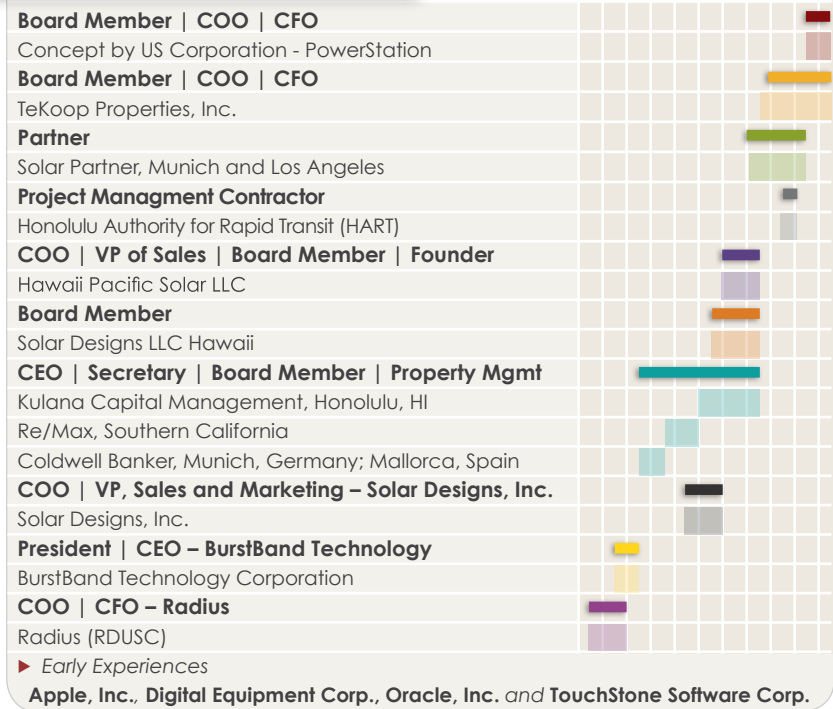 Board Member | COO | CFO
Concept by US Corporation - PowerStation
Board Member | COO | CFO
TeKoop Properties, Inc.
Partner
Solar Partner, Munich and Los Angeles
Project Managment Contractor
Honolulu Authority for Rapid Transit (HART)
COO | VP of Sales | Board Member | Founder
Hawaii Pacific Solar LLC
Board Member
Solar Designs LLC Hawaii
CEO | Secretary | Board Member | Property Mgmt
Kulana Capital Management, Honolulu, HI
Re/Max, Southern California
Coldwell Banker, Munich, Germany; Mallorca, Spain
COO | VP, Sales and Marketing – Solar Designs, Inc.
Solar Designs, Inc.
President | CEO – BurstBand Technology
BurstBand Technology Corporation
COO | CFO – Radius
Radius (RDUSC)
Early Experiences
Apple, Inc., Digital Equipment Corp., Oracle, Inc. and TouchStone Software Corp.